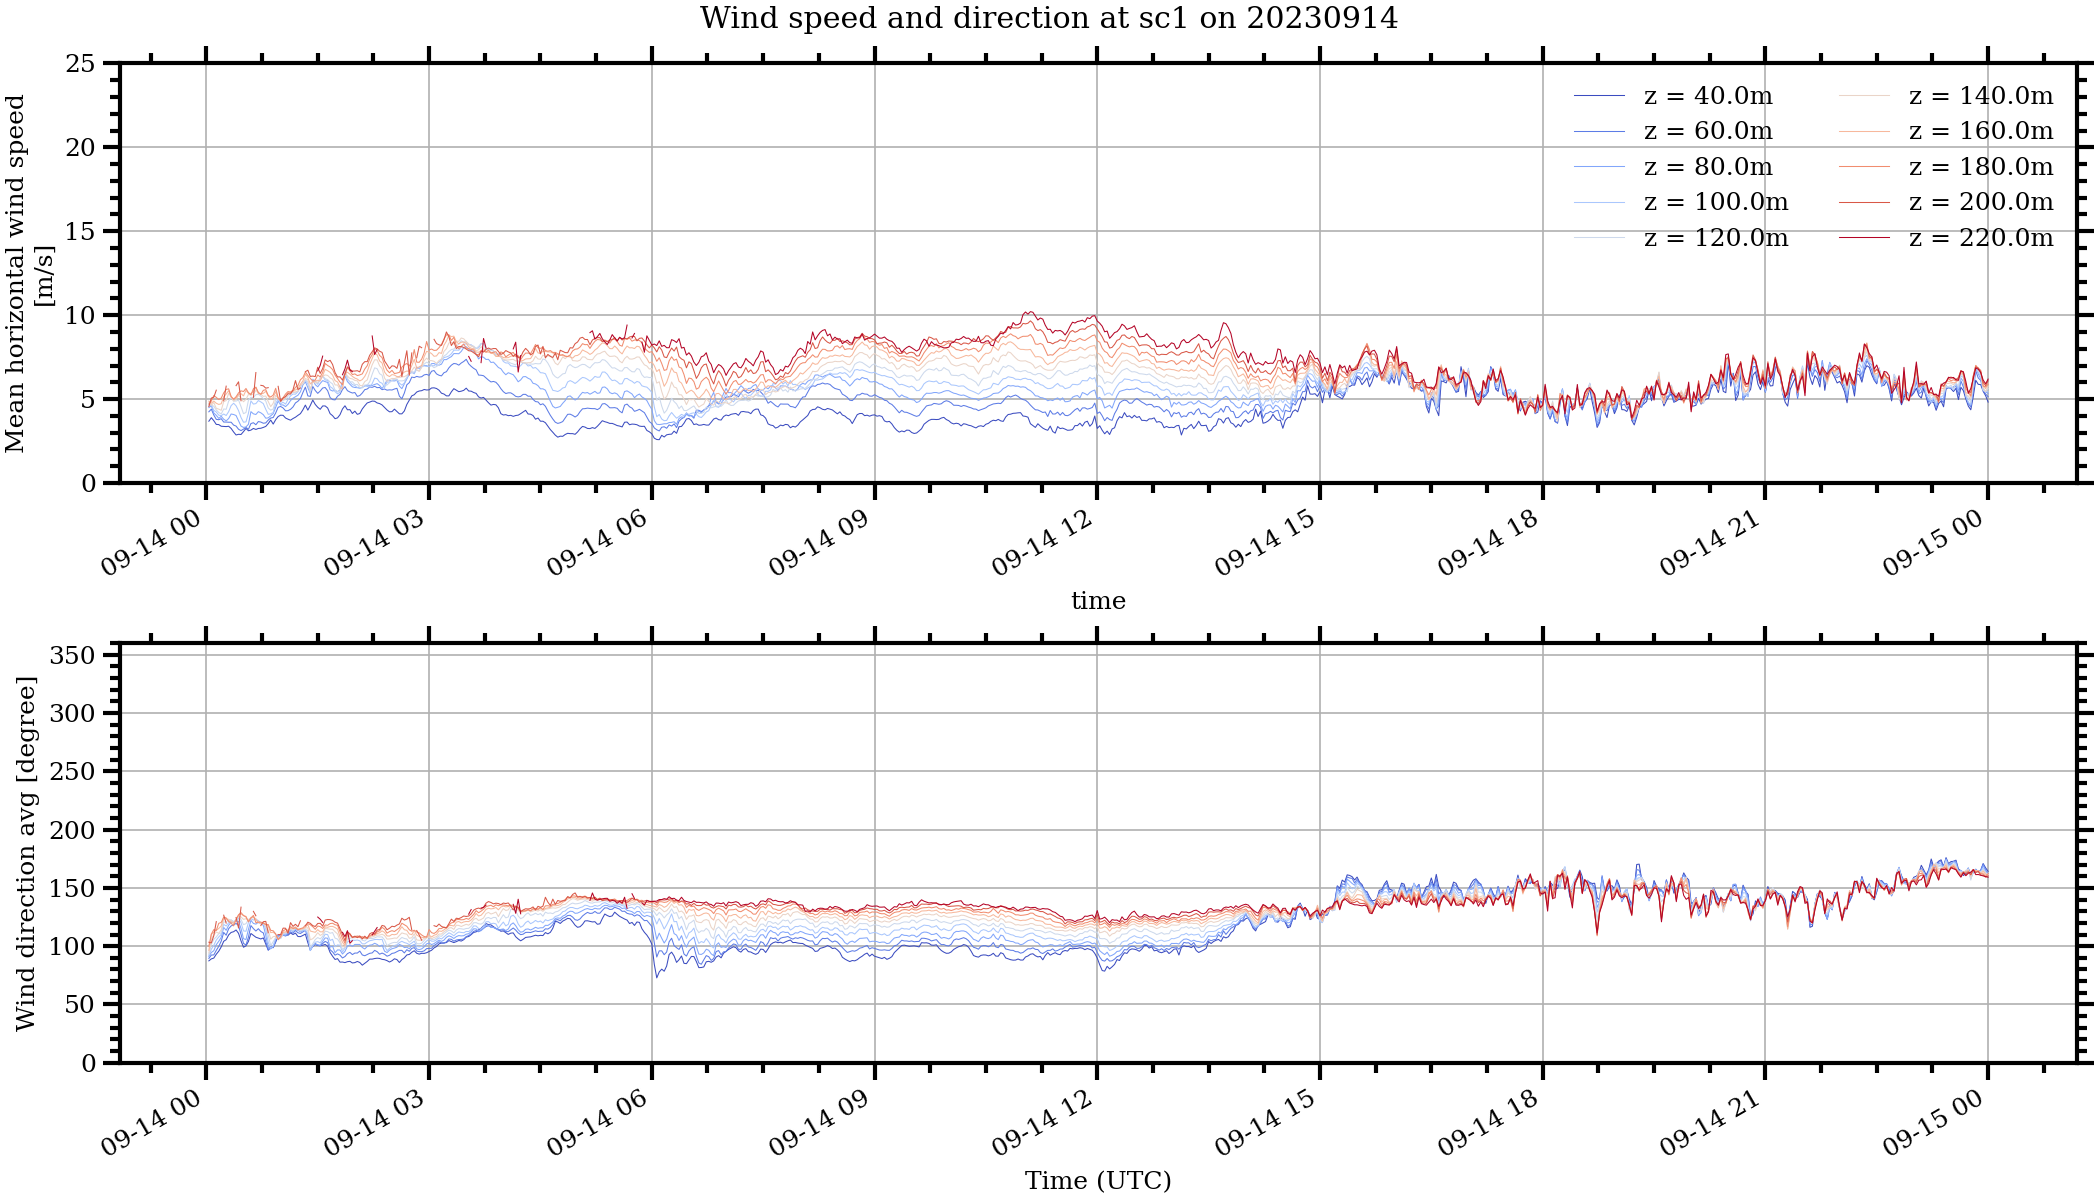 Wind speed and direction at sc1 on 20230914
Mean horizontal wind speed
[m/s]
25
20
15
10
5
0
z = 40.0m
z = 60.0m
z = 80.0m
z = 100.0m
z = 120.0m
z = 140.0m
z = 160.0m
z = 180.0m
z = 200.0m
z = 220.0m
09-14 00
09-14 03
09-14 06
09-14 09
09-14 12
09-14 15
09-14 18
09-14 21
09-15 00
time
Wind direction avg [degree]
350
300
250
200
150
100
50
0
09-14 00
09-14 03
09-14 06
09-14 09
09-14 12
09-14 15
09-14 18
09-14 21
09-15 00
Time (UTC)